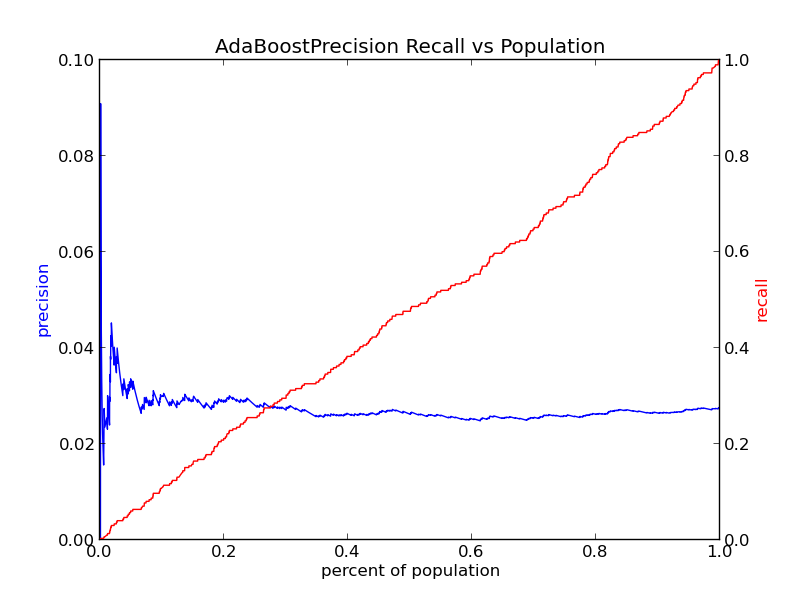 AdaBoostPrecision Recall vs Population
0.10
0.08
0.06
0.04
0.02
0.00
precision
1.0
0.8
0.6
0.4
0.2
0.0
recall
0.0 0.2 0.4 0.6 0.8 1.0
percent of population